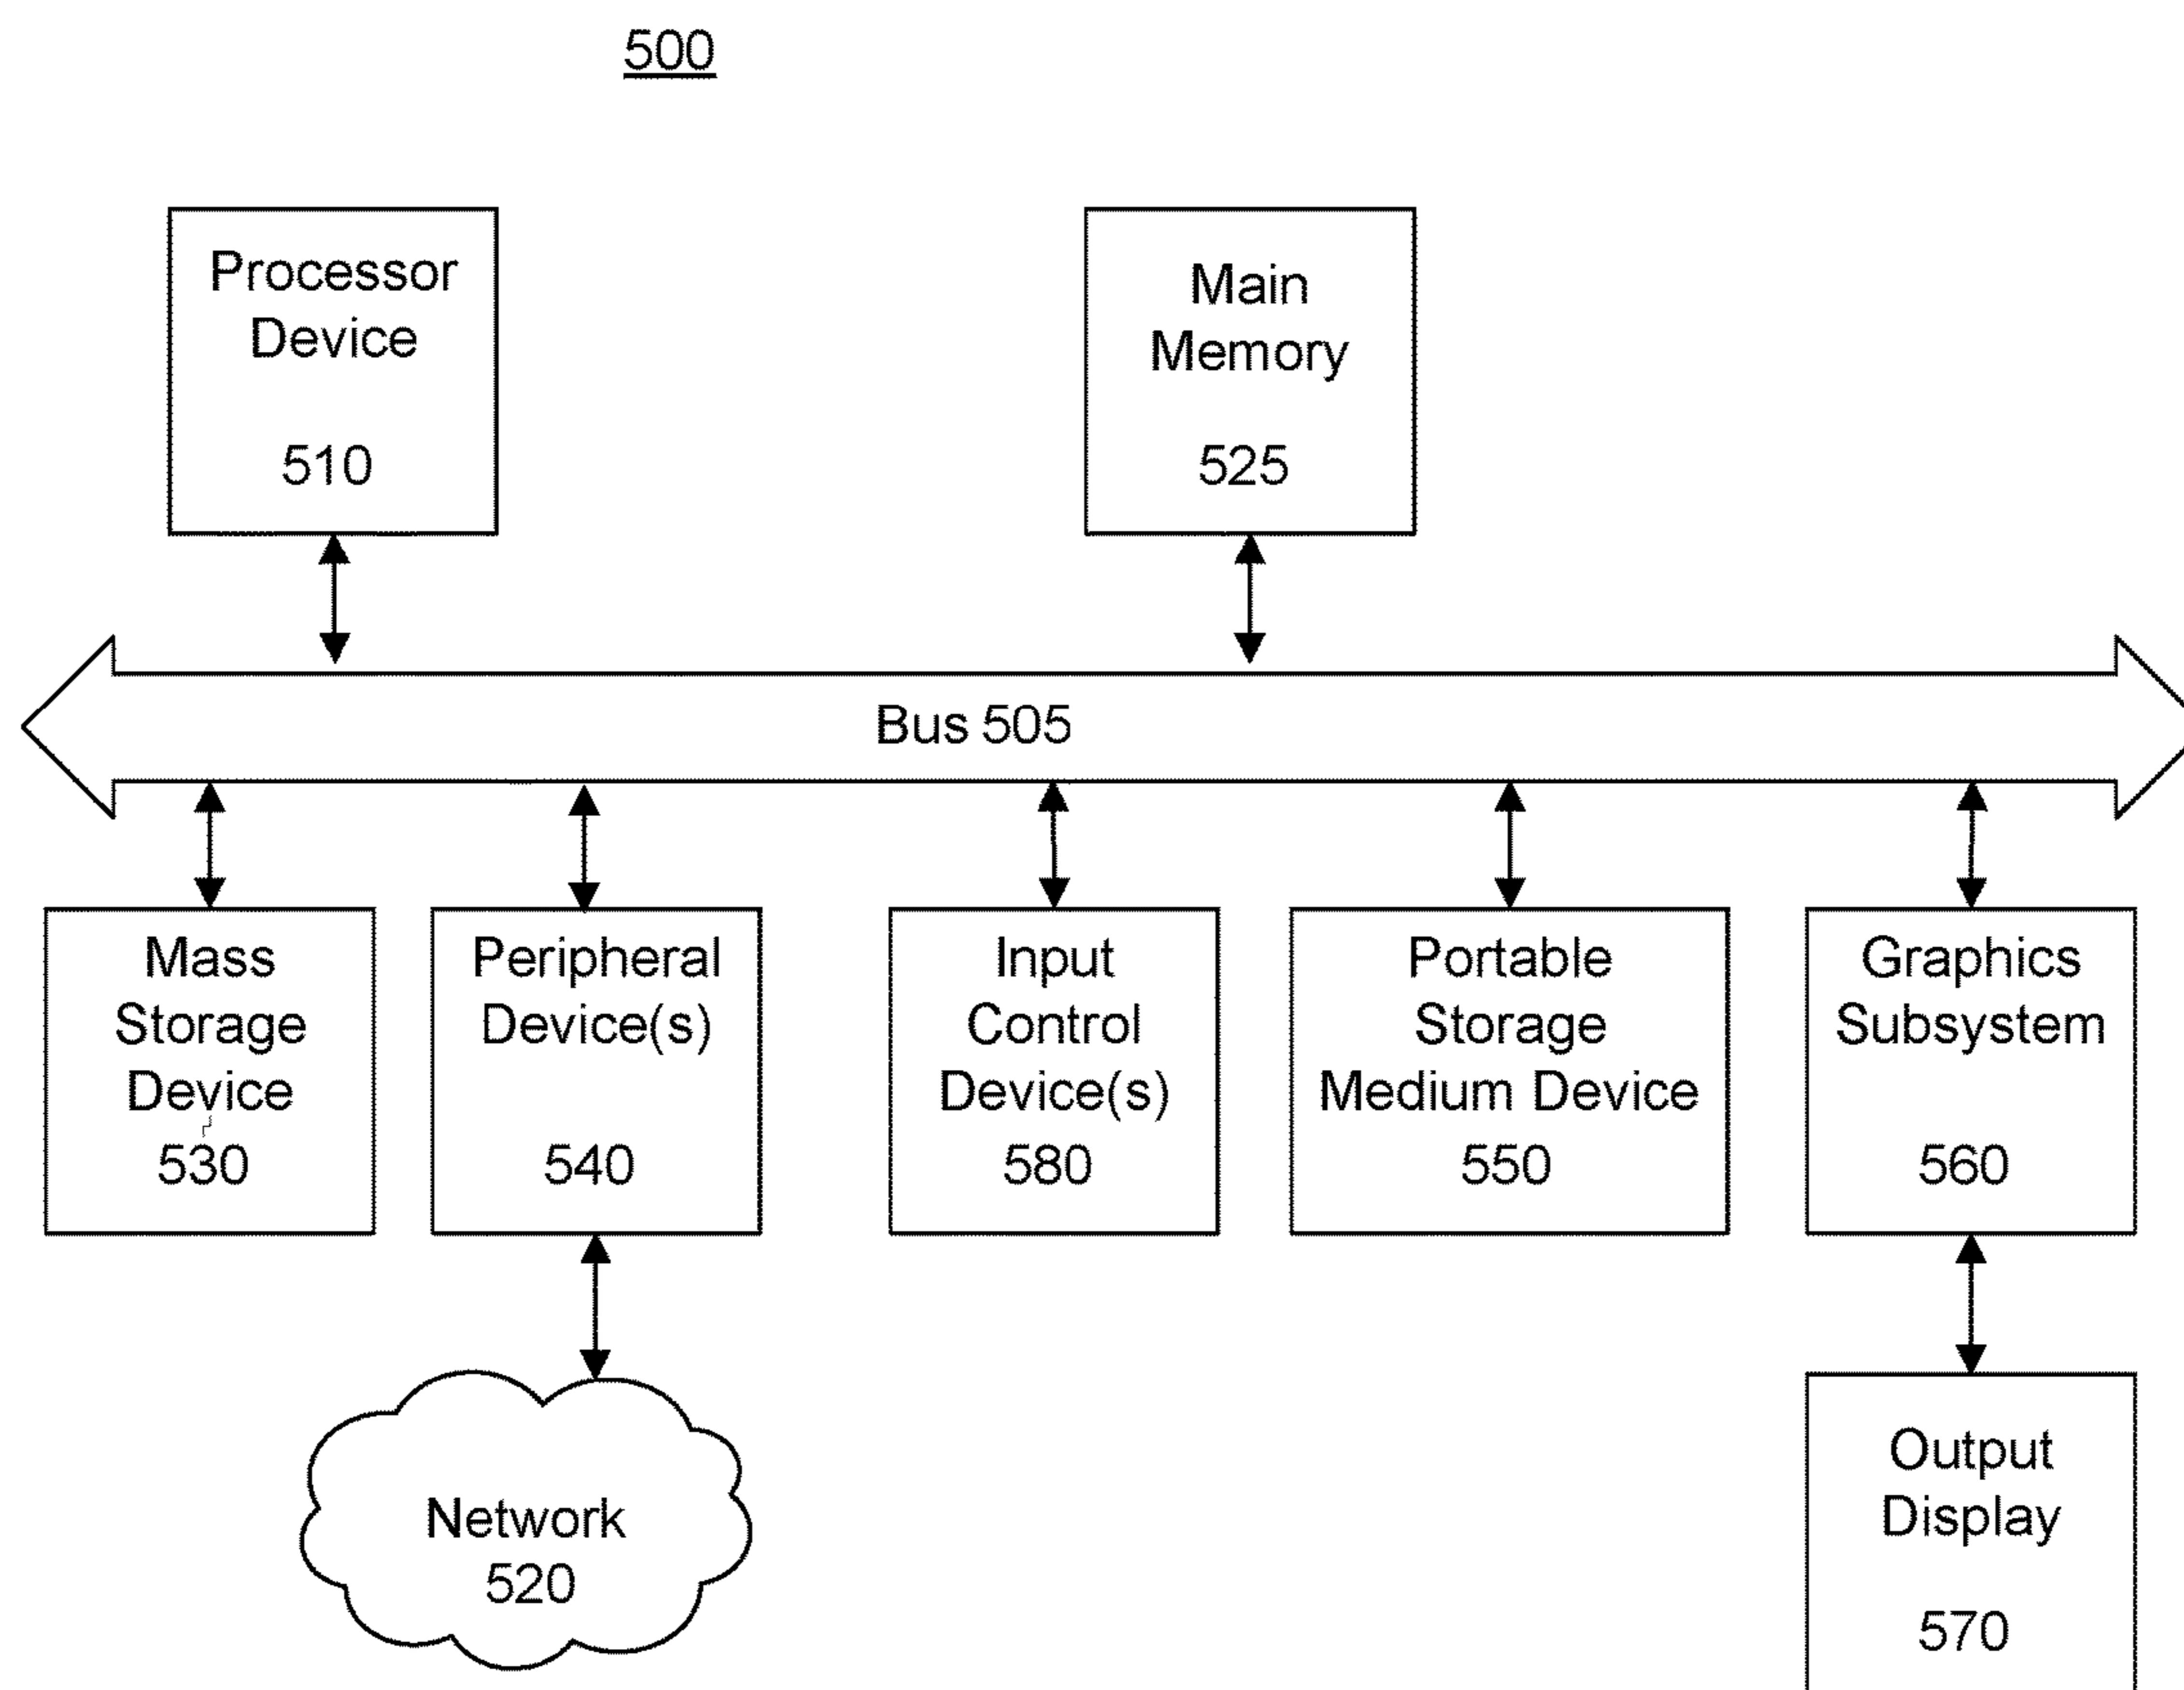 500
Processor
Device
510
Main
Memory
525
Bus 505
Mass
Storage
Device
530
Peripheral
Device(s)
540
Input
Control
Device(s)
580
Portable
Storage
Medium Device
550
Graphics
Subsystem
560
Network
520
Output
Display
570